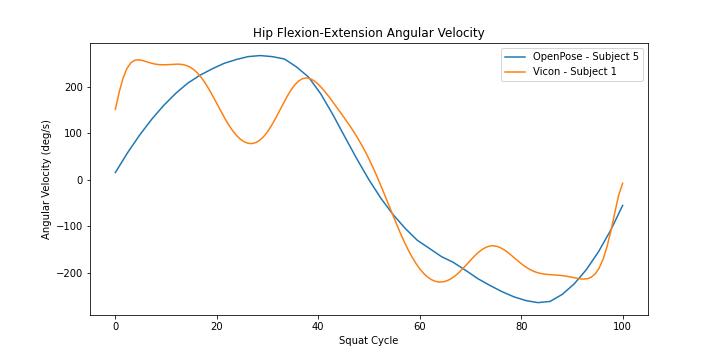 Hip Flexion-Extension Angular Velocity
OpenPose - Subject 5
Vicon - Subject 1
Angular Velocity (deg/s)
200
100
0
−100
−200
0
20
40
60
80
100
Squat Cycle